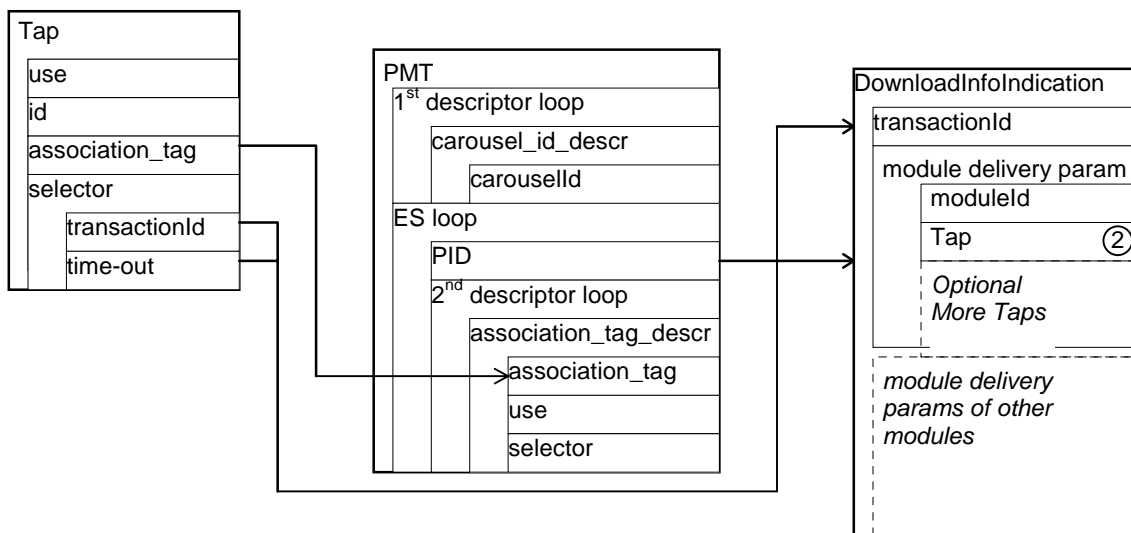 Tap
use
id
association_tag
selector
transactionId
time-out
PMT
1st descriptor loop
carousel_id_descr
carouselId
ES loop
PID
2nd descriptor loop
association_tag_descr
association_tag
use
selector
DownloadInfoIndication
transactionId
module delivery param
moduleId
Tap 2
Optional
More Taps
module delivery
params of other
modules